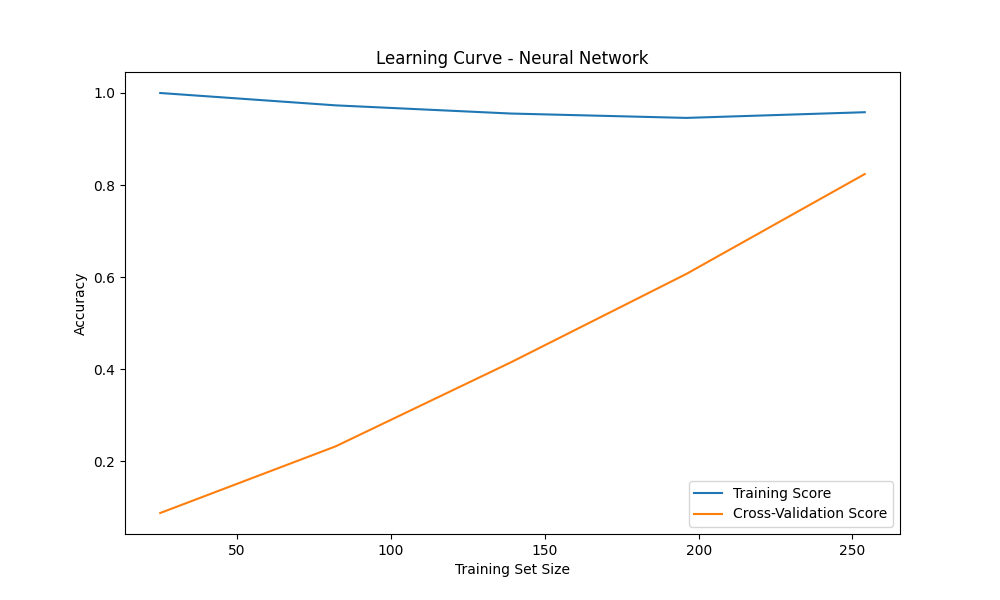 Learning Curve - Neural Network
1.0
0.8
0.6
0.4
0.2
Accuracy
50
100
150
200
250
Training Set Size
Training Score
Cross-Validation Score